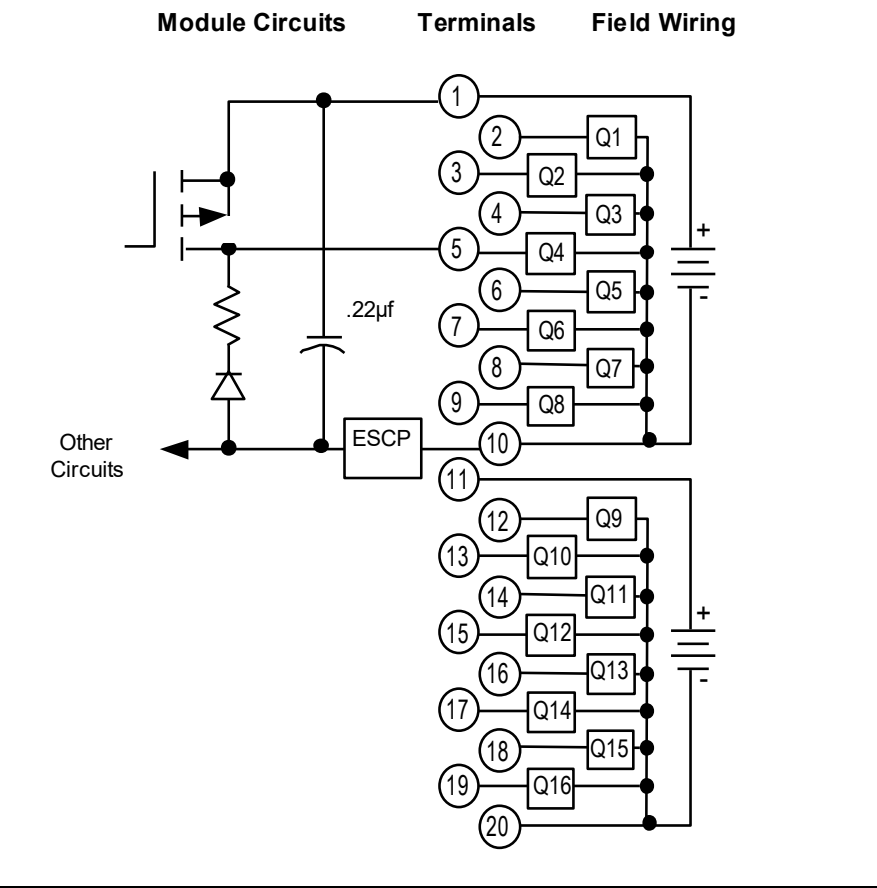 Module Circuits Terminals Field Wiring
1
2 Q1
3 Q2
4 Q3
+
5 Q4
6 Q5
-
.22µf
7 Q6
8 Q7
9 Q8
Other
Circuits
ESCP
10
11
12 Q9
13 Q10
14 Q11
+
15 Q12
16 Q13
-
17 Q14
18 Q15
19 Q16
20